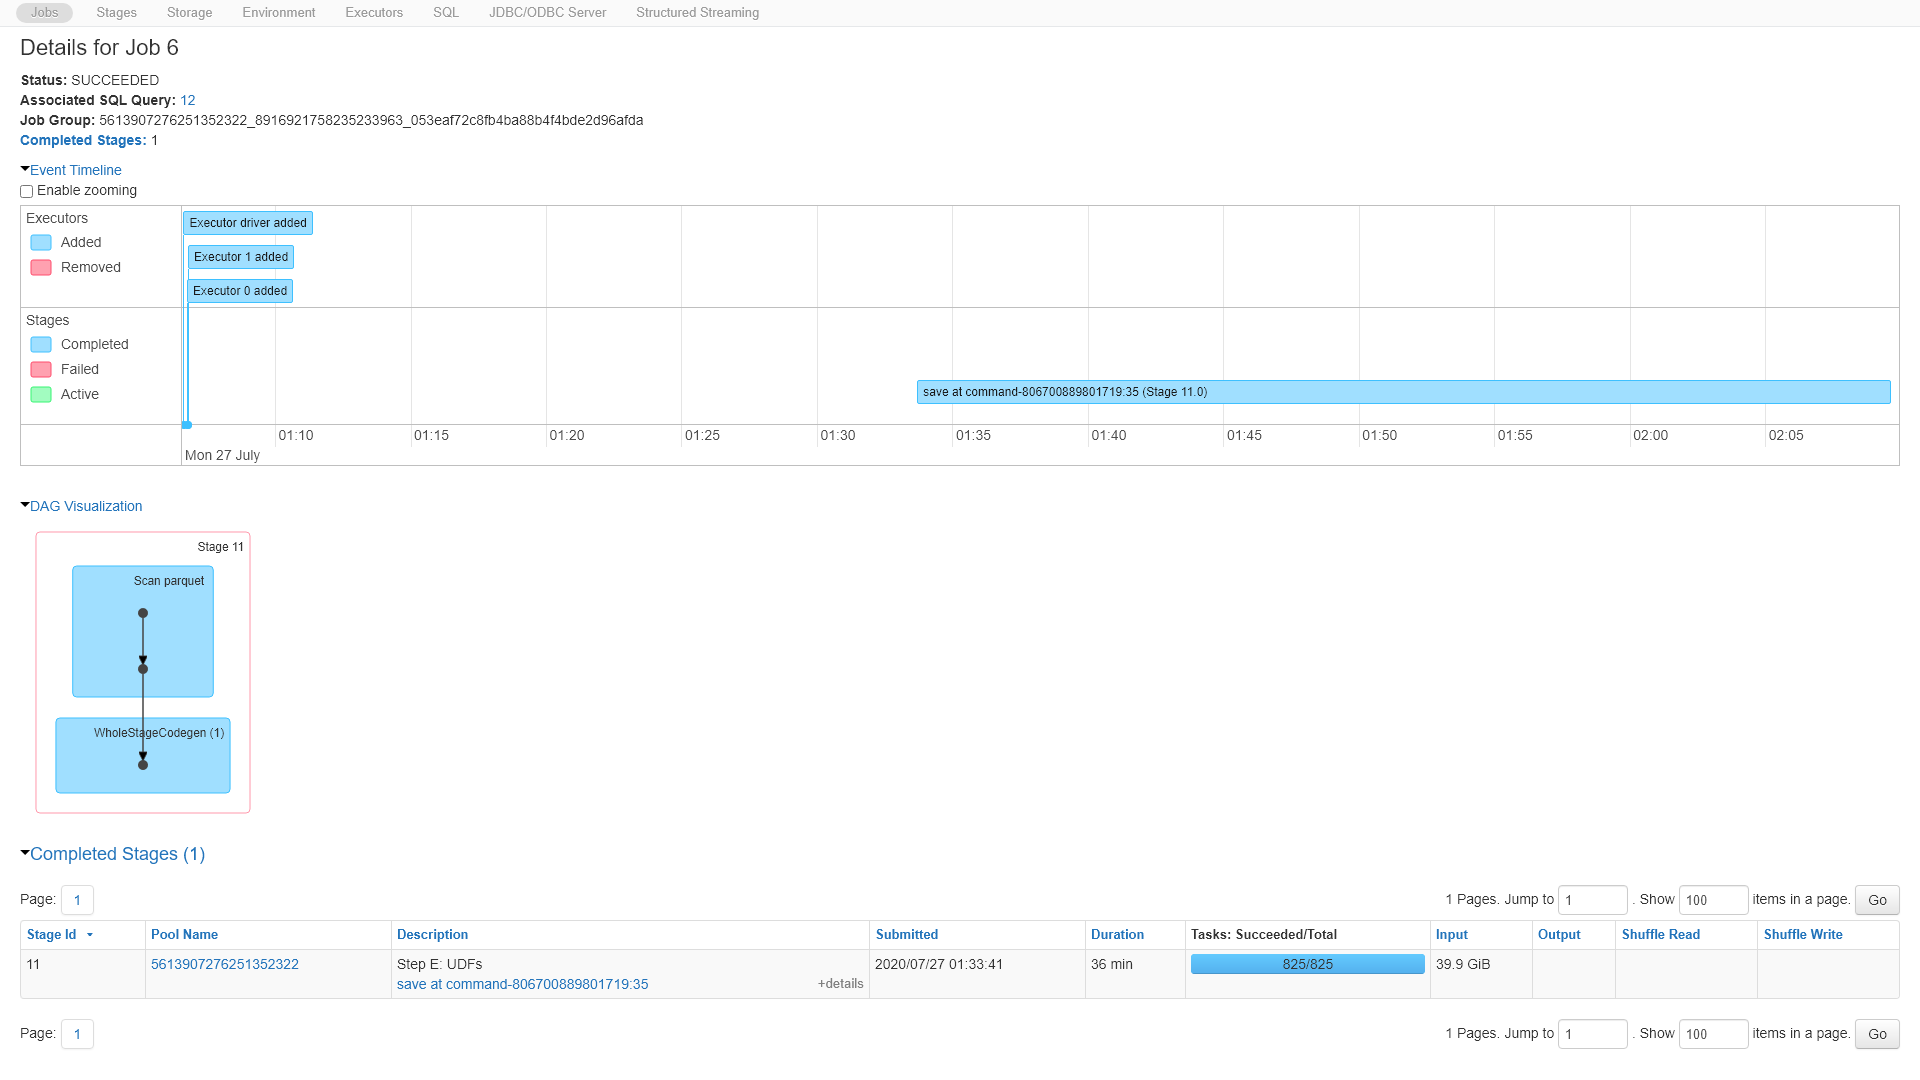 Jobs Stages Storage Environment Executors SQL JDBC/ODBC Server Structured Streaming
Details for Job 6
Status: SUCCEEDED
Associated SQL Query: 12
Job Group: 5613907276251352322_8916921758235233963_053eaf72c8fb4ba88b4f4bde2d96afda
Completed Stages: 1
Event Timeline
Enable zooming
Executors
Added
Removed
Executor driver added
Executor 1 added
Executor 0 added
Stages
Completed
Failed
Active
save at command-806700889801719:35 (Stage 11.0)
01:10 01:15 01:20 01:25 01:30 01:35 01:40 01:45 01:50 01:55 02:00 02:05
Mon 27 July
DAG Visualization
Stage 11
Scan parquet
WholeStageCodegen (1)
Completed Stages (1)
Page: 1 1 Pages. Jump to 1 . Show 100 items in a page. Go
Stage Id Pool Name Description Submitted Duration Tasks: Succeeded/Total Input Output Shuffle Read Shuffle Write
11 5613907276251352322 Step E: UDFs 2020/07/27 01:33:41 36 min 825/825 39.9 GiB
save at command-806700889801719:35 +details
Page: 1 1 Pages. Jump to 1 . Show 100 items in a page. Go